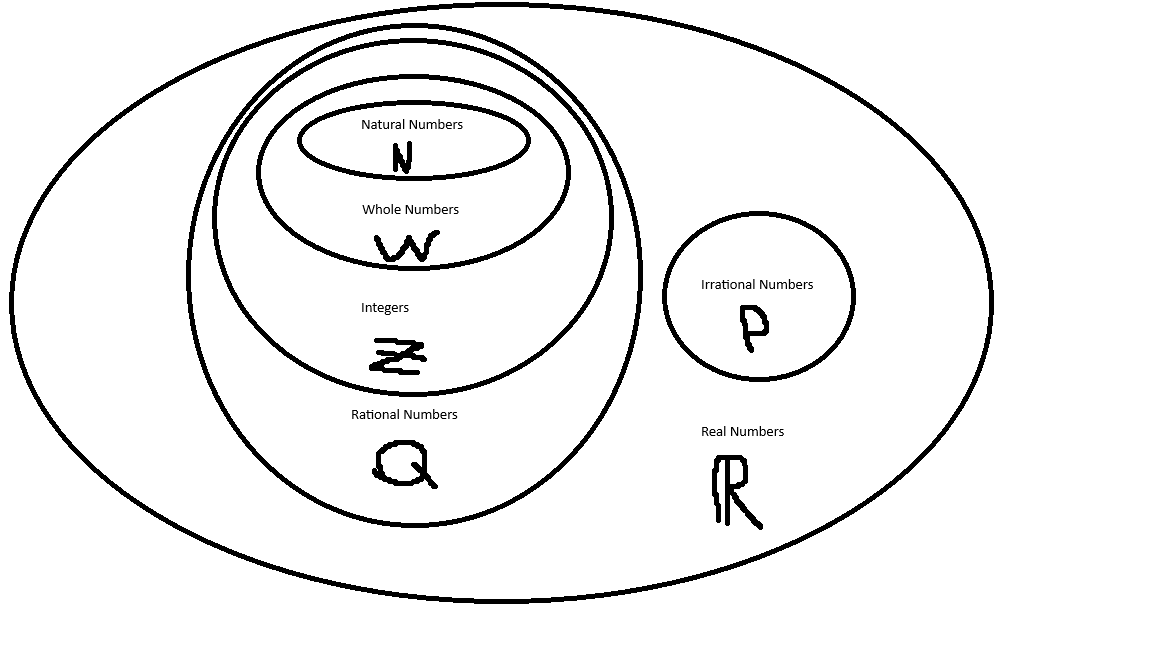 Natural Numbers
N
Whole Numbers
W
Integers
Z
Rational Numbers
Q
Irrational Numbers
P
Real Numbers
ℝ